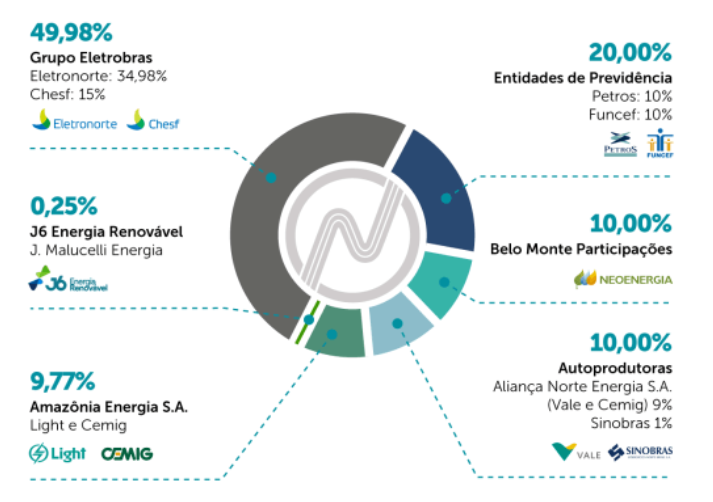 49,98%
Grupo Eletrobras
Eletronorte: 34,98%
Chesf: 15%
Eletronorte Chesf
0,25%
J6 Energia Renovável
J. Malucelli Energia
J6 Energia
Renovável
9,77%
Amazônia Energia S.A.
Light e Cemig
Light CEMIG
20,00%
Entidades de Previdência
Petros: 10%
Funcef: 10%
PETROS FUNCEF
10,00%
Belo Monte Participações
NEOENERGIA
10,00%
Autoprodutoras
Aliança Norte Energia S.A.
(Vale e Cemig) 9%
Sinobras 1%
VALE SINOBRAS